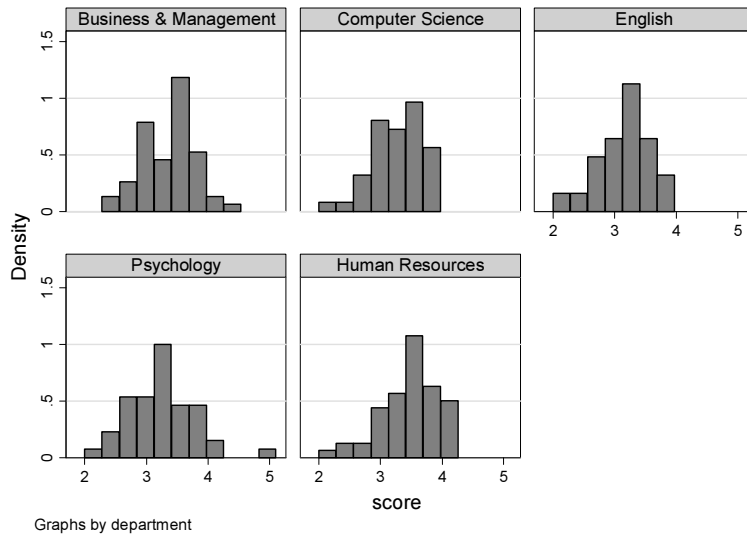 Business & Management Computer Science English
0 .5 1 1.5
2 3 4 5
Psychology Human Resources
0 .5 1 1.5
2 3 4 5 2 3 4 5
Density
score
Graphs by department